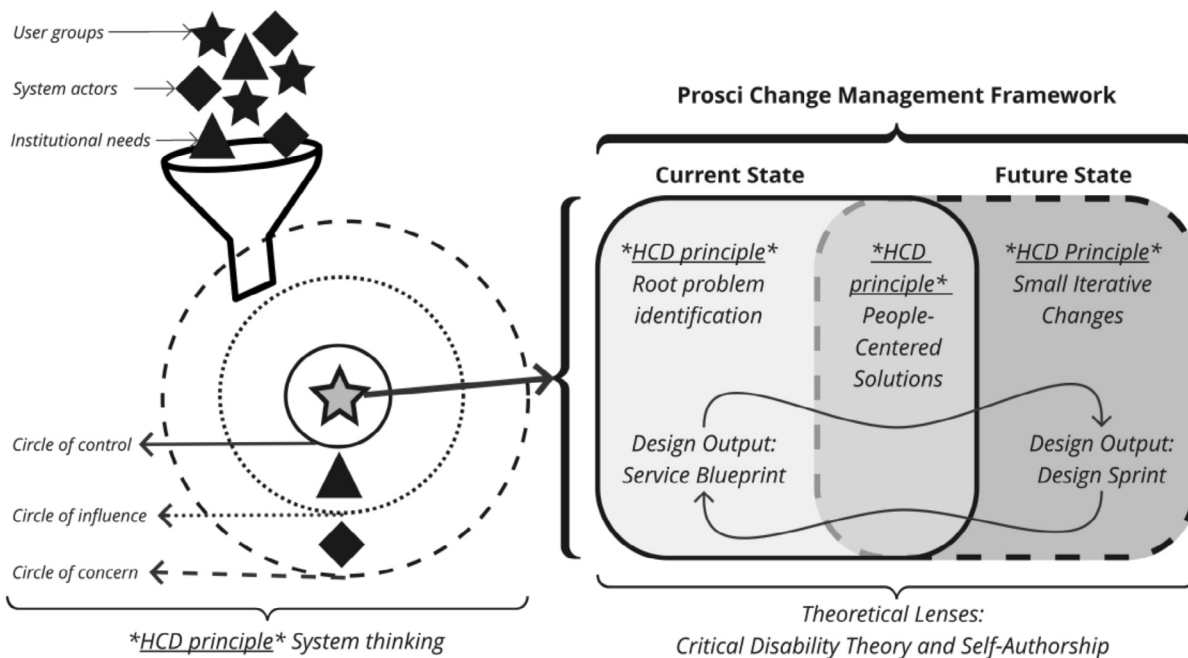 User groups
System actors
Institutional needs
Circle of control
Circle of influence
Circle of concern
*HCD principle* System thinking
Prosci Change Management Framework
Current State
Future State
*HCD principle*
Root problem
identification
*HCD
principle*
People-
Centered
Solutions
*HCD Principle*
Small Iterative
Changes
Design Output:
Service Blueprint
Design Output:
Design Sprint
Theoretical Lenses:
Critical Disability Theory and Self-Authorship